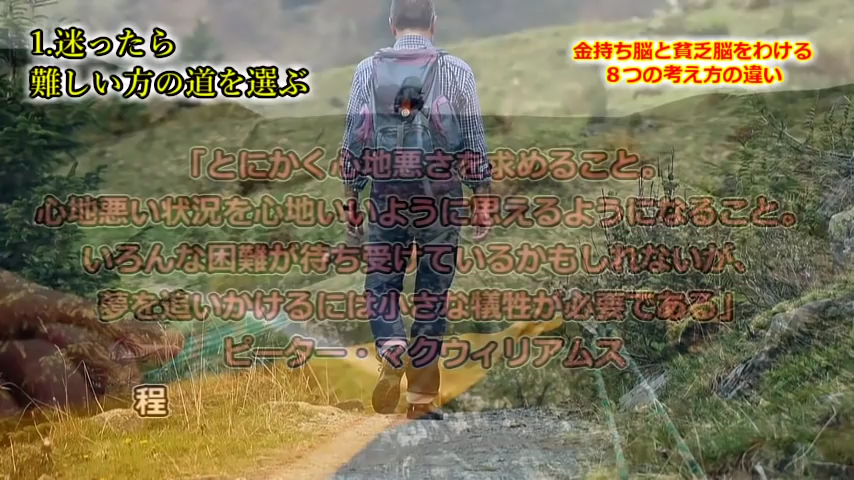 1.迷ったら
難しい方の道を選ぶ
金持ち脳と貧乏脳をわける
８つの考え方の違い
「とにかく心地悪さを求めること。
心地悪い状況を心地いいように思えるようになること。
いろんな困難が待ち受けているかもしれないが、
夢を追いかけるには小さな犠牲が必要である」
ピーター・マクウィリアムス
程